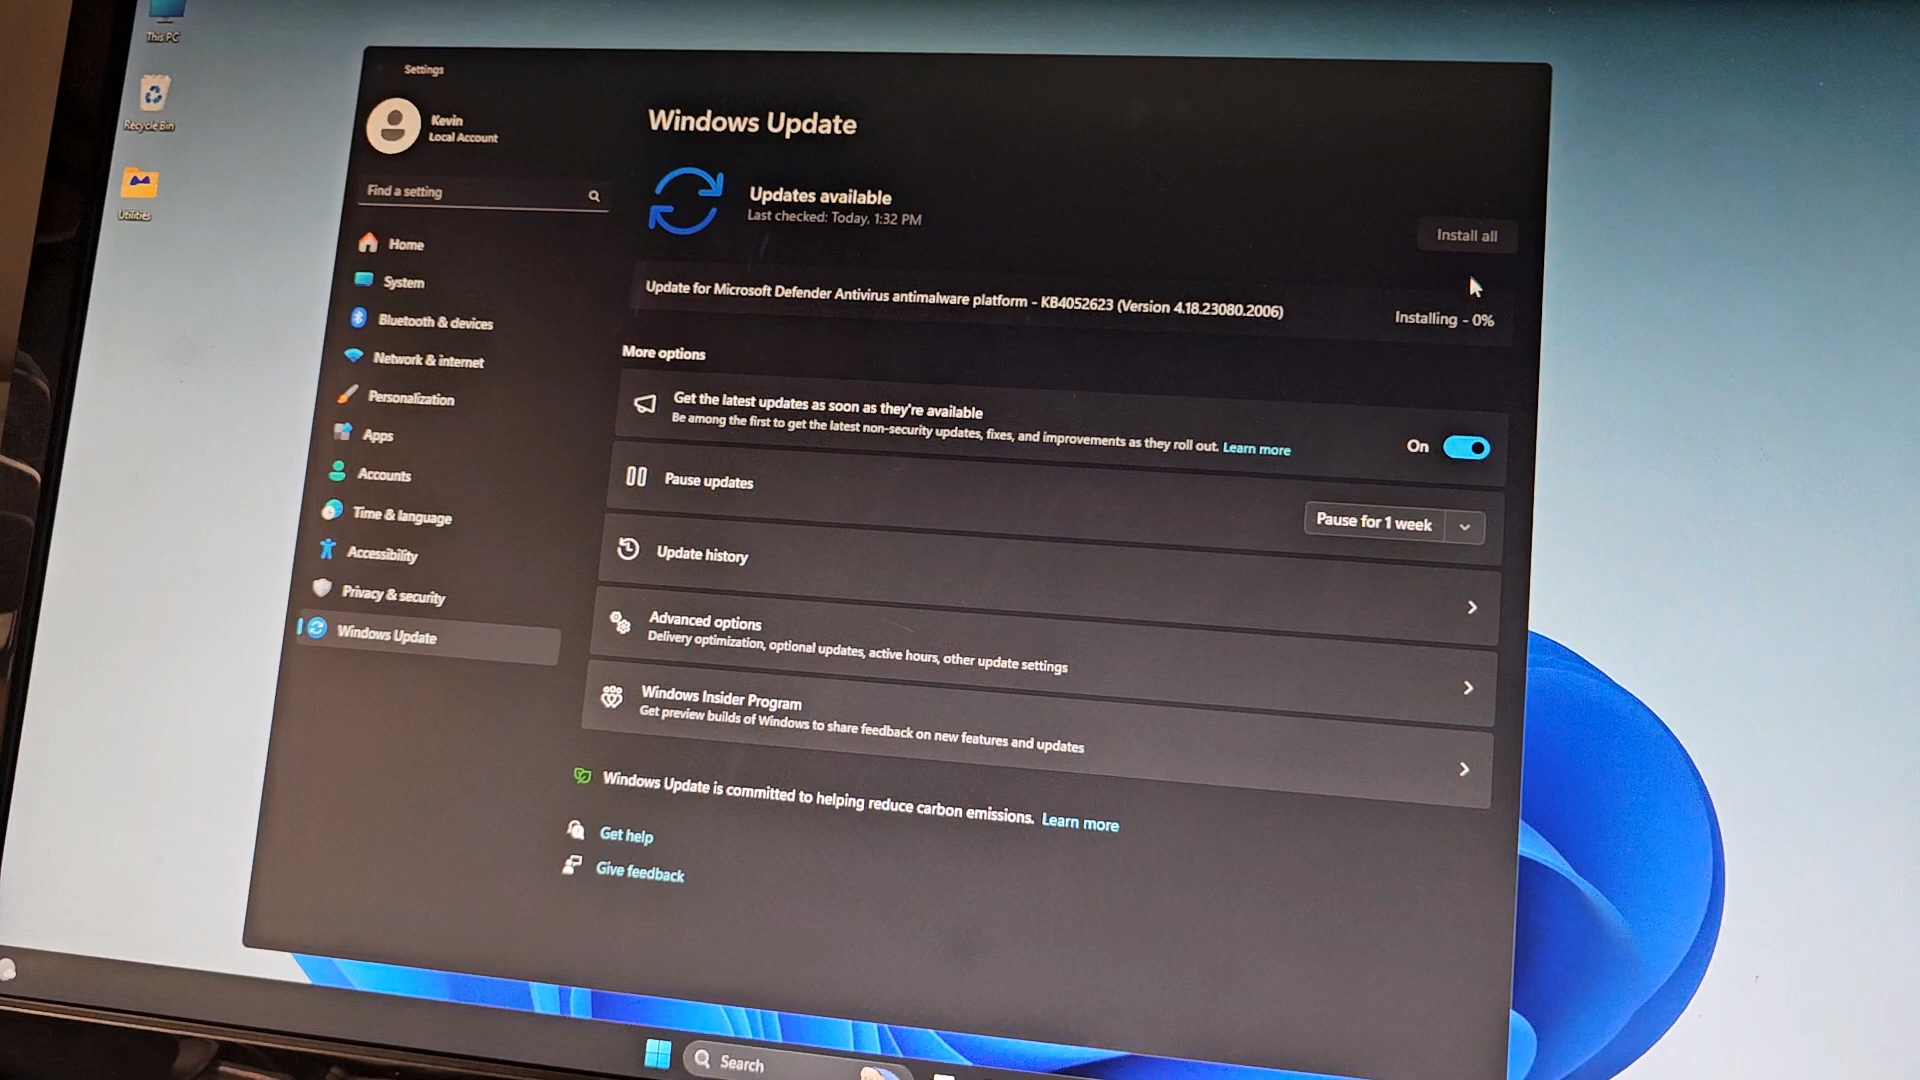 This PC
Recycle Bin
Utilities
Settings
Kevin
Local Account
Find a setting
Home
System
Bluetooth & devices
Network & internet
Personalization
Apps
Accounts
Time & language
Accessibility
Privacy & security
Windows Update
Windows Update
Updates available
Last checked: Today, 1:32 PM
Install all
Update for Microsoft Defender Antivirus antimalware platform - KB4052623 (Version 4.18.23080.2006)
Installing - 0%
More options
Get the latest updates as soon as they're available
Be among the first to get the latest non-security updates, fixes, and improvements as they roll out. Learn more
On
Pause updates
Pause for 1 week
Update history
Advanced options
Delivery optimization, optional updates, active hours, other update settings
Windows Insider Program
Get preview builds of Windows to share feedback on new features and updates
Windows Update is committed to helping reduce carbon emissions. Learn more
Get help
Give feedback
Search